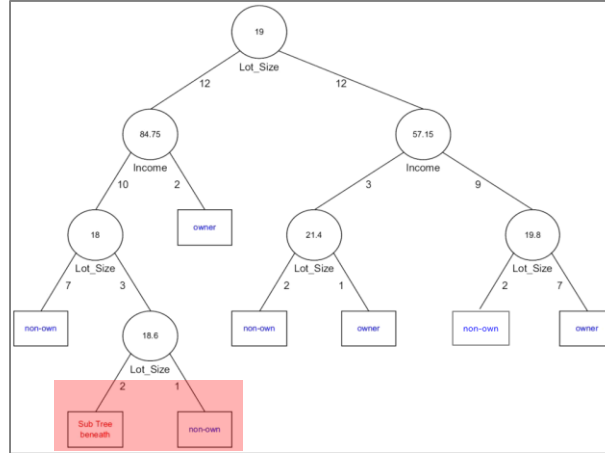 19
Lot_Size
12
12
84.75
Income
57.15
Income
10
2
3
9
18
Lot_Size
owner
21.4
Lot_Size
19.8
Lot_Size
7
3
2
1
2
7
non-own
18.6
Lot_Size
non-own
owner
non-own
owner
2
1
Sub Tree
beneath
non-own